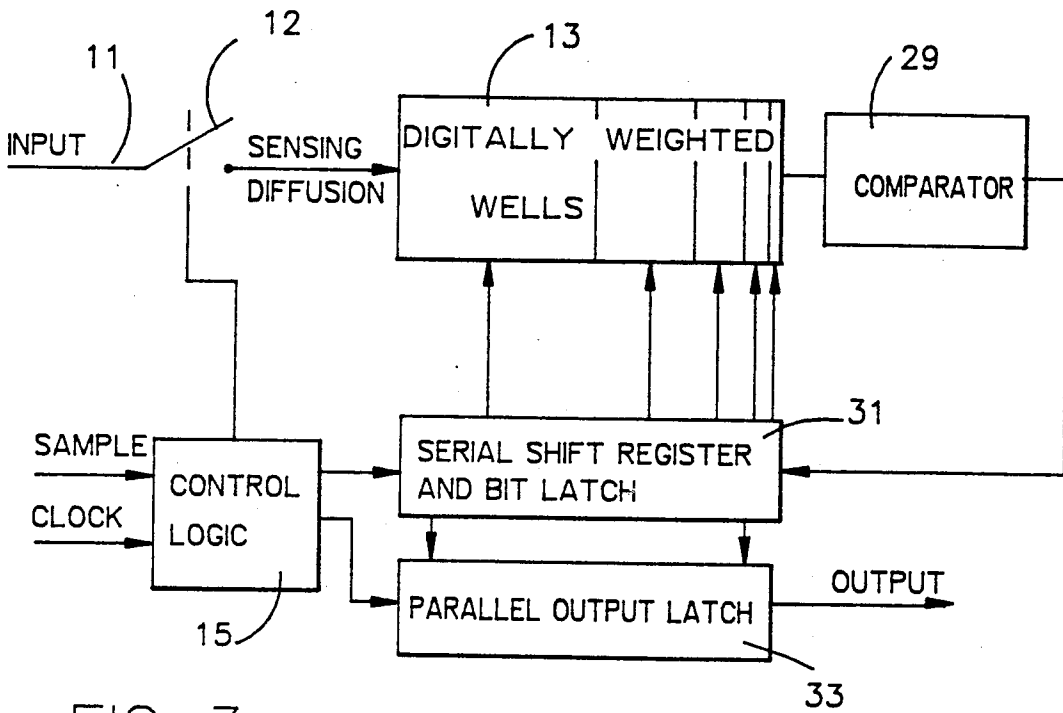 12
13
29
11
INPUT
SENSING
DIFFUSION
DIGITALLY WEIGHTED
WELLS
COMPARATOR
31
SAMPLE
CLOCK
CONTROL
LOGIC
SERIAL SHIFT REGISTER
AND BIT LATCH
PARALLEL OUTPUT LATCH
OUTPUT
15
33